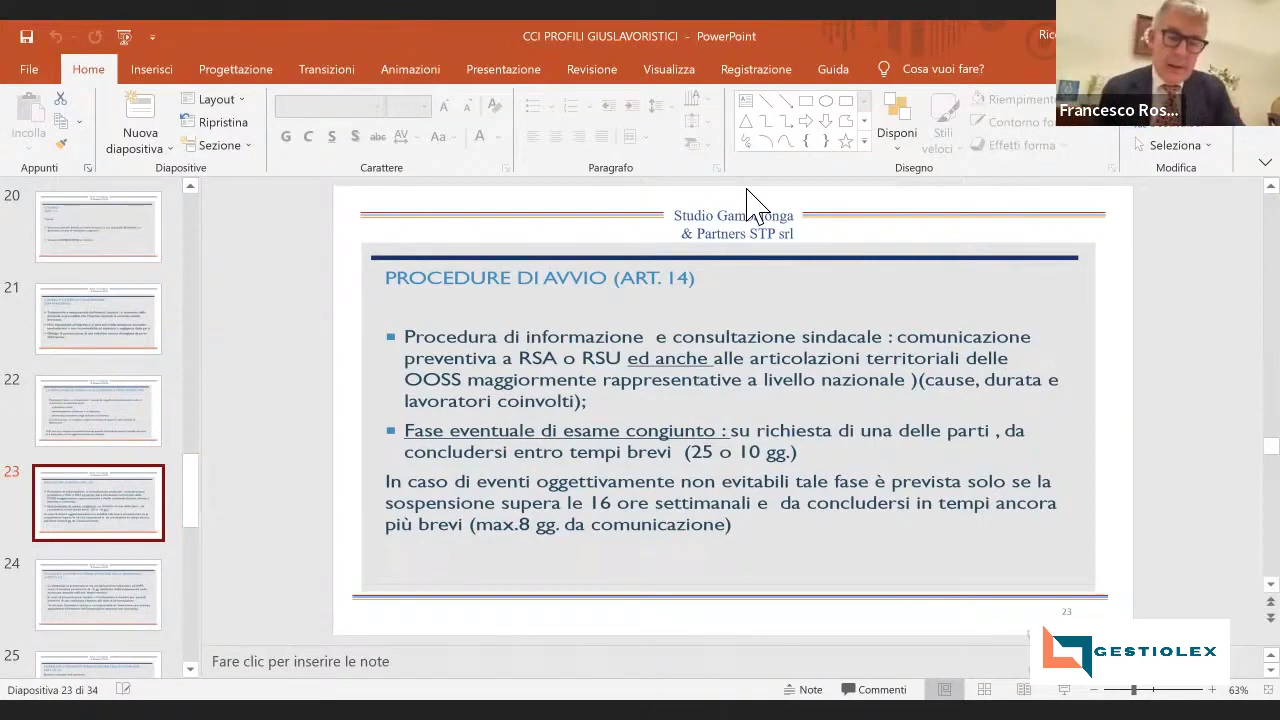 CCI PROFILI GIUSLAVORISTICI - PowerPoint
Francesco Ros...
File Home Inserisci Progettazione Transizioni Animazioni Presentazione Revisione Visualizza Registrazione Guida Cosa vuoi fare?
Incolla
Nuova
diapositiva
Layout
Ripristina
Sezione
G C S S abc AV Aa A
Disponi
Stili
veloci
Contorno
Effetti forma
Seleziona
Appunti Diapositive Carattere Paragrafo Disegno Modifica
20
21
22
23
24
25
Studio
& Partners STP srl
PROCEDURE DI AVVIO (ART. 14)
Procedura di informazione e consultazione sindacale : comunicazione
preventiva a RSA o RSU ed anche alle articolazioni territoriali delle
OOSS maggiormente rappresentative a livello nazionale )(cause, durata e
lavoratori coinvolti);
Fase eventuale di esame congiunto : su richiesta di una delle parti , da
concludersi entro tempi brevi (25 o 10 gg.)
In caso di eventi oggettivamente non evitabili tale fase è prevista solo se la
sospensione supera le 16 ore settimanali e da concludersi in tempi ancora
più brevi (max.8 gg. da comunicazione)
23
GESTIOLEX
Fare clic per inserire le note
Diapositiva 23 di 34 Note Commenti 63%